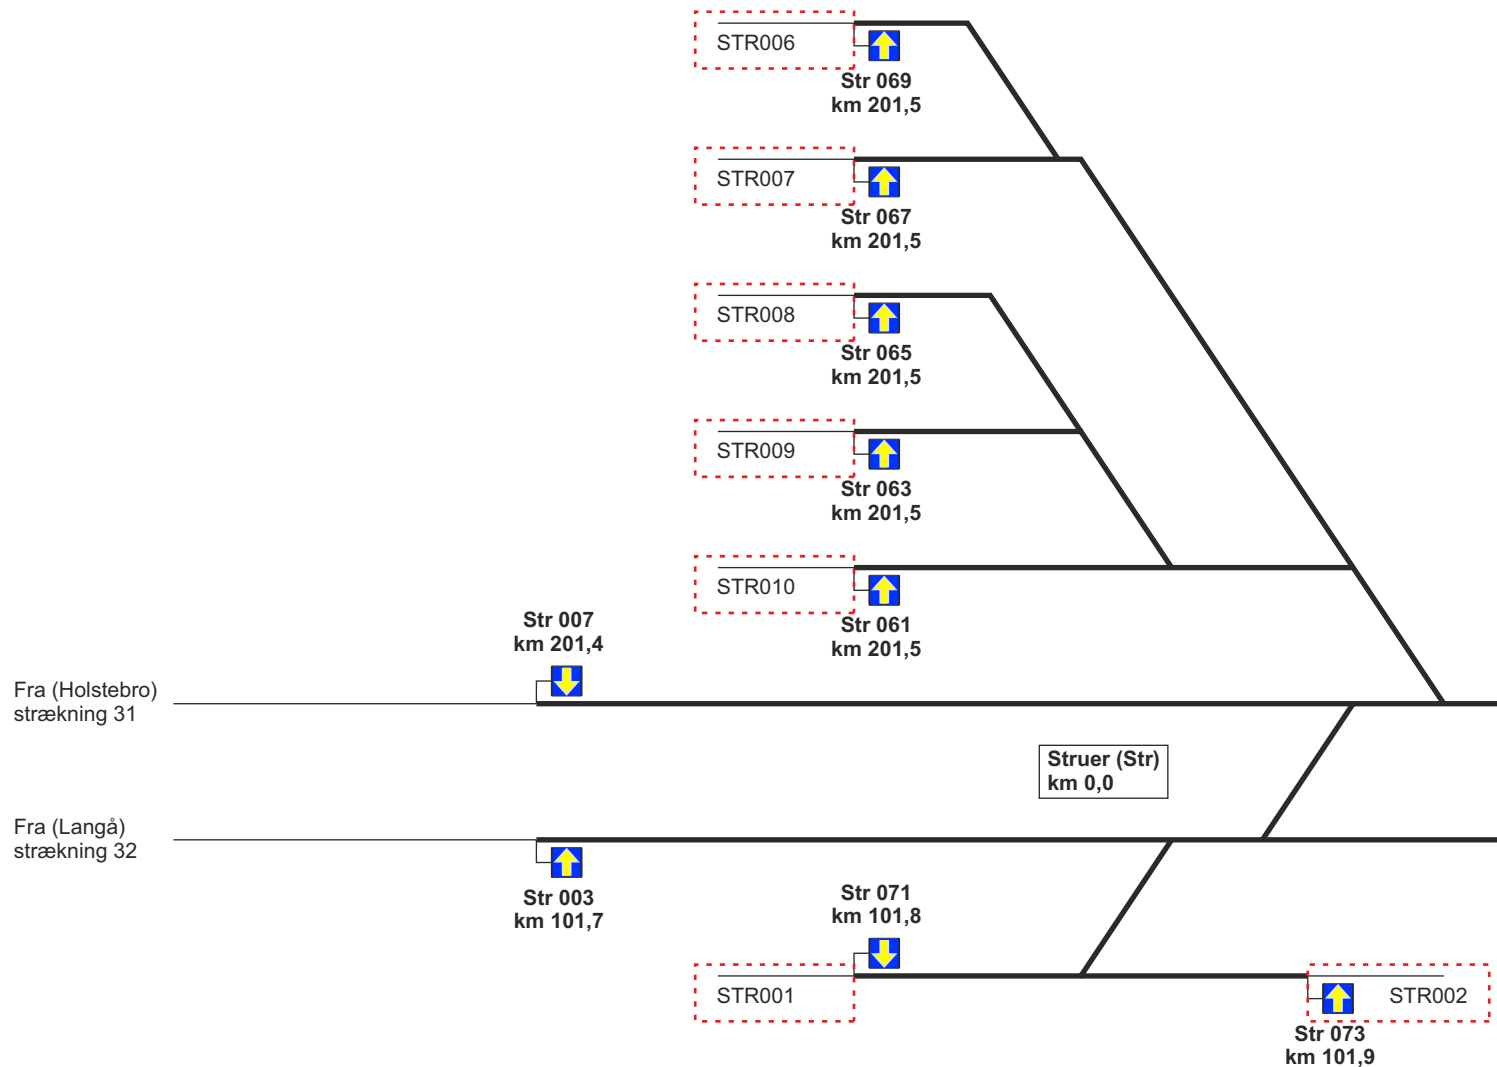 STR006
Str 069
km 201,5
STR007
Str 067
km 201,5
STR008
Str 065
km 201,5
STR009
Str 063
km 201,5
STR010
Str 061
km 201,5
Str 007
km 201,4
Fra (Holstebro)
strækning 31
Struer (Str)
km 0,0
Fra (Langå)
strækning 32
Str 003
km 101,7
Str 071
km 101,8
STR001
STR002
Str 073
km 101,9